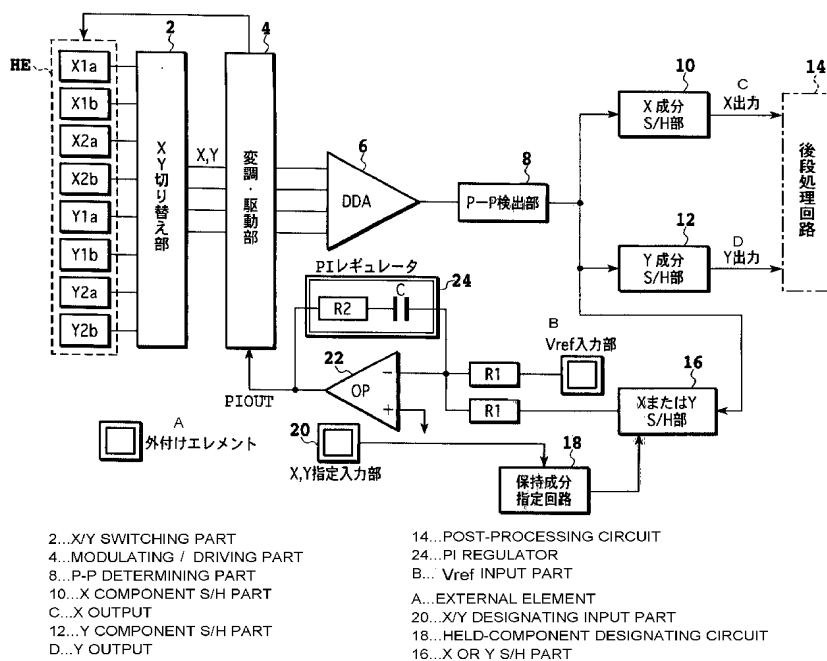 2
4
14
HE
10
C
X1a
X成分
S/H部
X出力
X1b
6
X2a
X,Y
8
X2b
XY切り替え部
変調・駆動部
DDA
P－P検出部
後段処理回路
Y1a
12
D
Y1b
Y成分
S/H部
Y出力
PIレギュレータ
24
Y2a
C
R2
B
Y2b
22
Vref入力部
16
－
OP
R1
XまたはY
S/H部
PIOUT
+
R1
A
20
18
外付けエレメント
X,Y指定入力部
保持成分
指定回路
2...X/Y SWITCHING PART
4...MODULATING / DRIVING PART
8...P-P DETERMINING PART
10...X COMPONENT S/H PART
C...X OUTPUT
12...Y COMPONENT S/H PART
D...Y OUTPUT
14...POST-PROCESSING CIRCUIT
24...PI REGULATOR
B... Vref INPUT PART
A...EXTERNAL ELEMENT
20...X/Y DESIGNATING INPUT PART
18...HELD-COMPONENT DESIGNATING CIRCUIT
16...X OR Y S/H PART